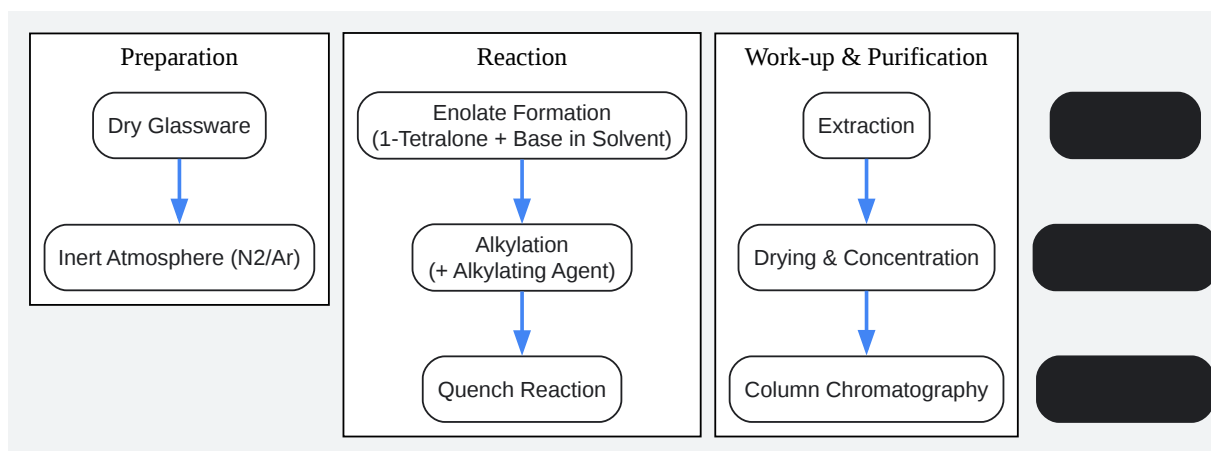 Preparation
Dry Glassware
Inert Atmosphere (N2/Ar)
Reaction
Enolate Formation
(1-Tetralone + Base in Solvent)
Alkylation
(+ Alkylating Agent)
Quench Reaction
Work-up & Purification
Extraction
Drying & Concentration
Column Chromatography